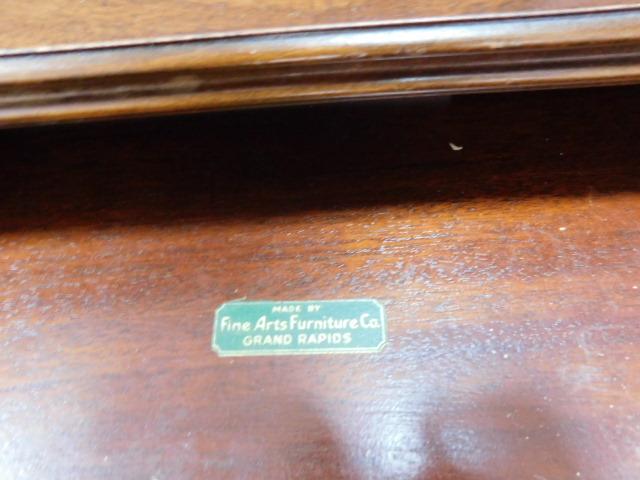 MADE BY
Fine Arts Furniture Co.
GRAND RAPIDS